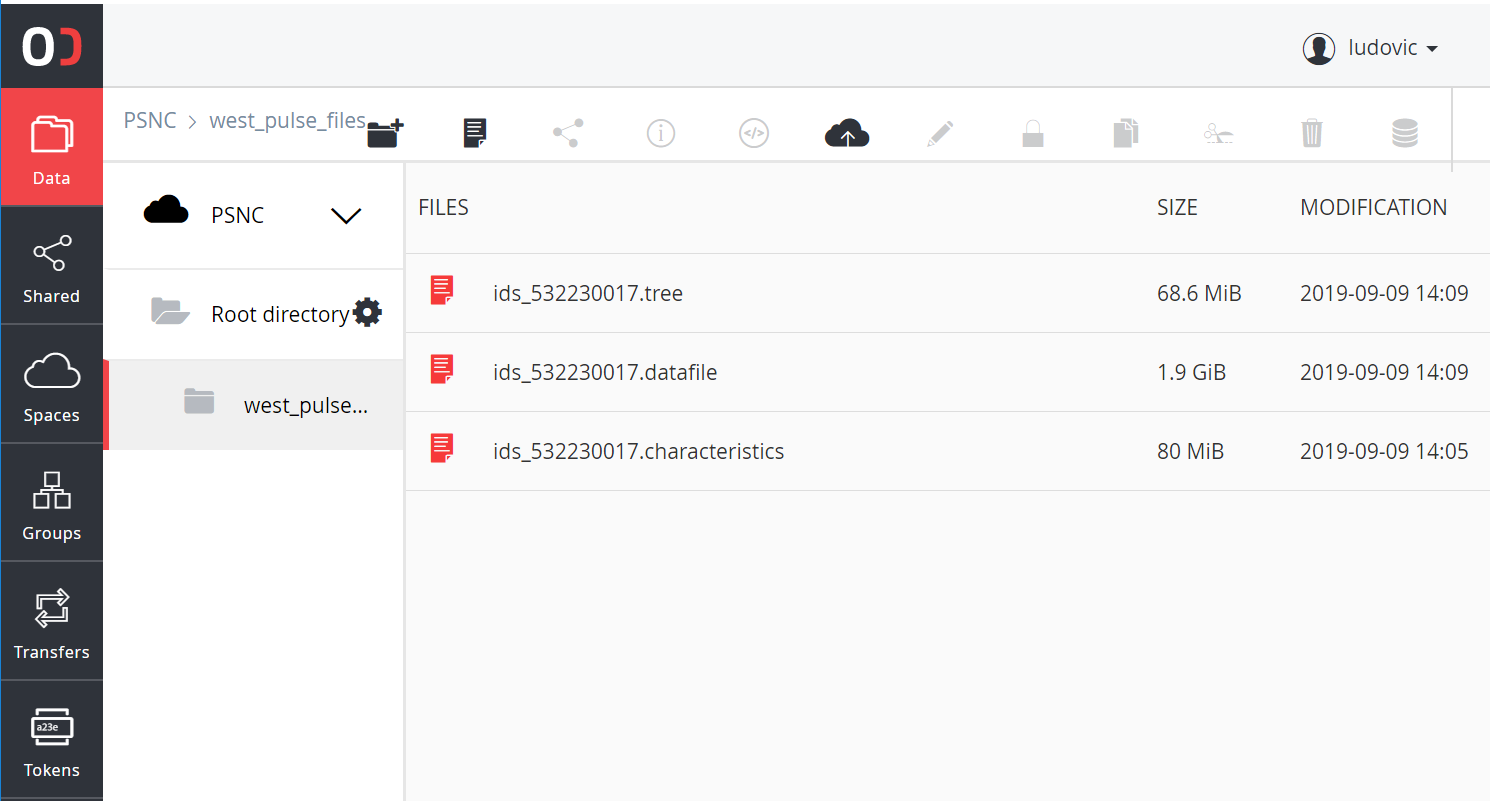 ludovic
PSNC > west_pulse_files
Data
PSNC
FILES SIZE MODIFICATION
Shared
Root directory
ids_532230017.tree 68.6 MiB 2019-09-09 14:09
Spaces
west_pulse...
ids_532230017.datafile 1.9 GiB 2019-09-09 14:09
ids_532230017.characteristics 80 MiB 2019-09-09 14:05
Groups
Transfers
a23e
Tokens